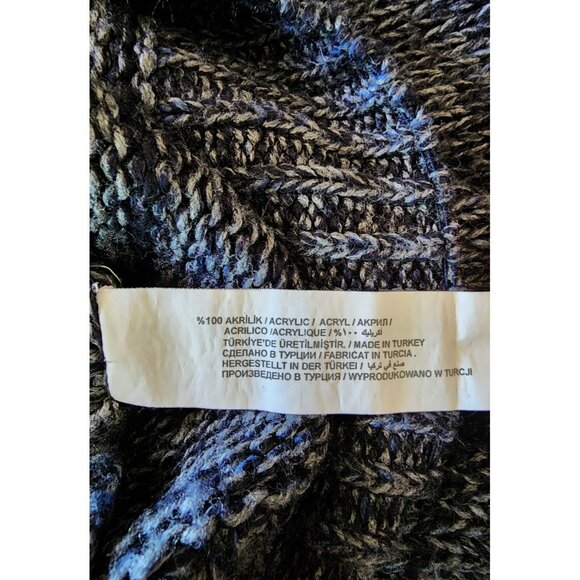 %100 AKRİLİK / ACRYLIC / ACRYL / АКРИЛ /
ACRILICO /ACRYLIQUE / %١٠٠ اكريليك
TÜRKİYE'DE ÜRETİLMİŞTİR. / MADE IN TURKEY
СДЕЛАНО В ТУРЦИИ / FABRICAT IN TURCIA .
HERGESTELLT IN DER TÜRKEI / صنع في تركيا
ПРОИЗВЕДЕНО В ТУРЦИЯ / WYPRODUKOWANO W TURCJI